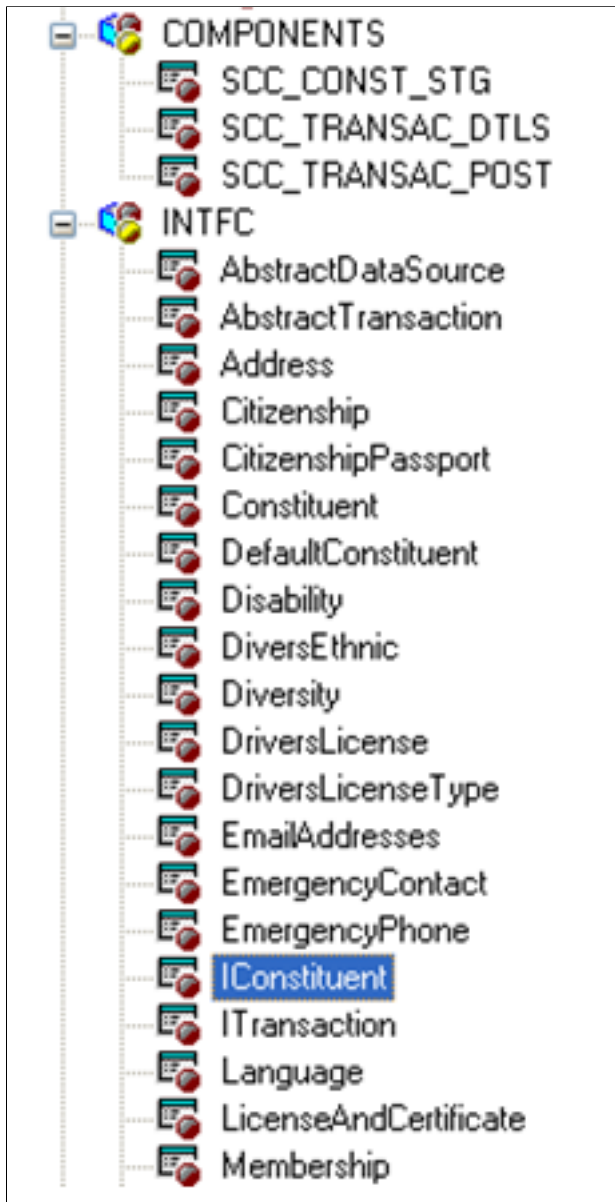 COMPONENTS
SCC_CONST_STG
SCC_TRANSAC_DTLS
SCC_TRANSAC_POST
INTFC
AbstractDataSource
AbstractTransaction
Address
Citizenship
CitizenshipPassport
Constituent
DefaultConstituent
Disability
DiversEthnic
Diversity
DriversLicense
DriversLicenseType
EmailAddresses
EmergencyContact
EmergencyPhone
IConstituent
ITransaction
Language
LicenseAndCertificate
Membership